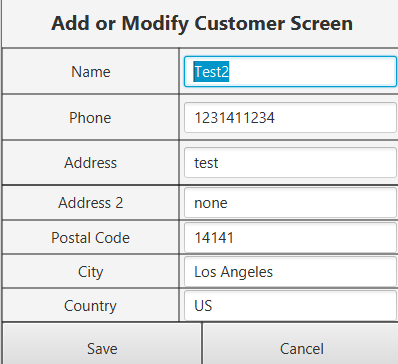 Add or Modify Customer Screen
Name Test2
Phone 1231411234
Address test
Address 2 none
Postal Code 14141
City Los Angeles
Country US
Save Cancel